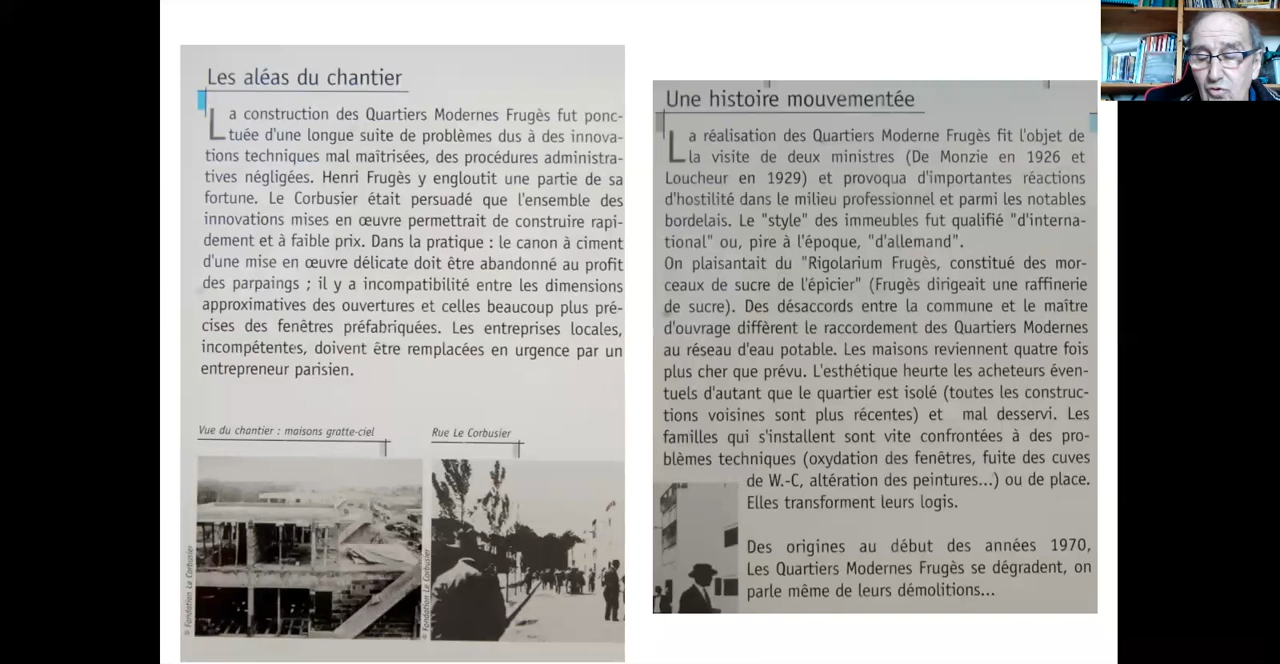 Les aléas du chantier
La construction des Quartiers Modernes Frugès fut ponc-
tuée d'une longue suite de problèmes dus à des innova-
tions techniques mal maîtrisées, des procédures administra-
tives négligées. Henri Frugès y engloutit une partie de sa
fortune. Le Corbusier était persuadé que l'ensemble des
innovations mises en œuvre permettrait de construire rapi-
dement et à faible prix. Dans la pratique : le canon à ciment
d'une mise en œuvre délicate doit être abandonné au profit
des parpaings ; il y a incompatibilité entre les dimensions
approximatives des ouvertures et celles beaucoup plus pré-
cises des fenêtres préfabriquées. Les entreprises locales,
incompétentes, doivent être remplacées en urgence par un
entrepreneur parisien.
Vue du chantier : maisons gratte-ciel
Rue Le Corbusier
© Fondation Le Corbusier
© Fondation Le Corbusier
Une histoire mouvementée
La réalisation des Quartiers Moderne Frugès fit l'objet de
la visite de deux ministres (De Monzie en 1926 et
Loucheur en 1929) et provoqua d'importantes réactions
d'hostilité dans le milieu professionnel et parmi les notables
bordelais. Le "style" des immeubles fut qualifié "d'interna-
tional" ou, pire à l'époque, "d'allemand".
On plaisantait du "Rigolarium Frugès, constitué des mor-
ceaux de sucre de l'épicier" (Frugès dirigeait une raffinerie
de sucre). Des désaccords entre la commune et le maître
d'ouvrage diffèrent le raccordement des Quartiers Modernes
au réseau d'eau potable. Les maisons reviennent quatre fois
plus cher que prévu. L'esthétique heurte les acheteurs éven-
tuels d'autant que le quartier est isolé (toutes les construc-
tions voisines sont plus récentes) et mal desservi. Les
familles qui s'installent sont vite confrontées à des pro-
blèmes techniques (oxydation des fenêtres, fuite des cuves
de W.-C, altération des peintures...) ou de place.
Elles transforment leurs logis.
Des origines au début des années 1970,
Les Quartiers Modernes Frugès se dégradent, on
parle même de leurs démolitions...